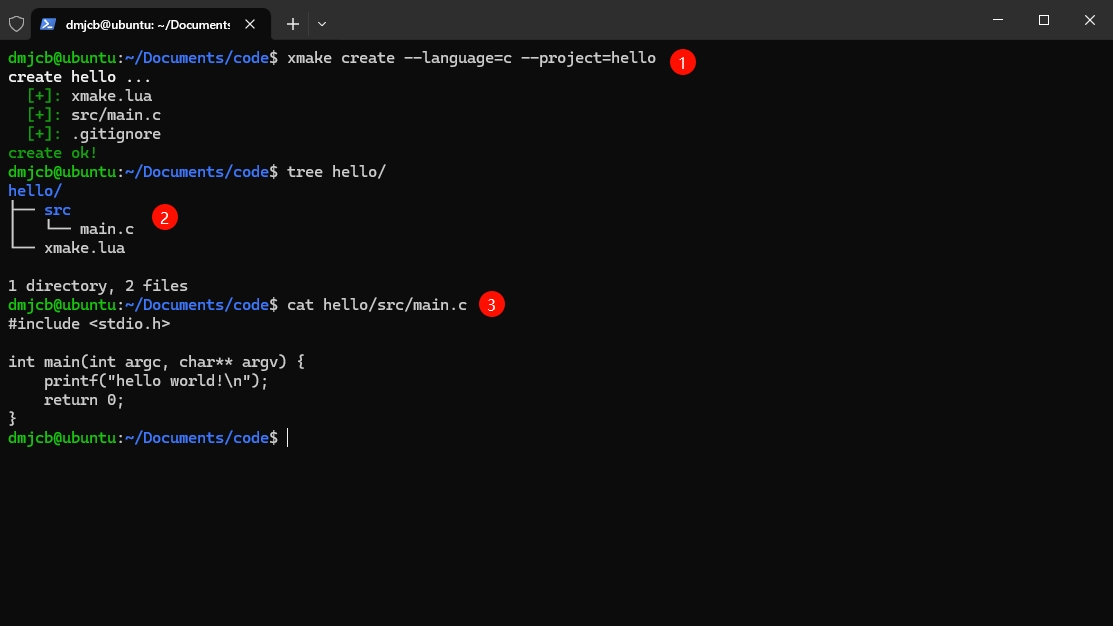 dmjcb@ubuntu: ~/Documents
dmjcb@ubuntu:~/Documents/code$ xmake create --language=c --project=hello 1
create hello ...
  [+]: xmake.lua
  [+]: src/main.c
  [+]: .gitignore
create ok!
dmjcb@ubuntu:~/Documents/code$ tree hello/
hello/
├── src 2
│   └── main.c
└── xmake.lua
1 directory, 2 files
dmjcb@ubuntu:~/Documents/code$ cat hello/src/main.c 3
#include <stdio.h>
int main(int argc, char** argv) {
    printf("hello world!\n");
    return 0;
}
dmjcb@ubuntu:~/Documents/code$